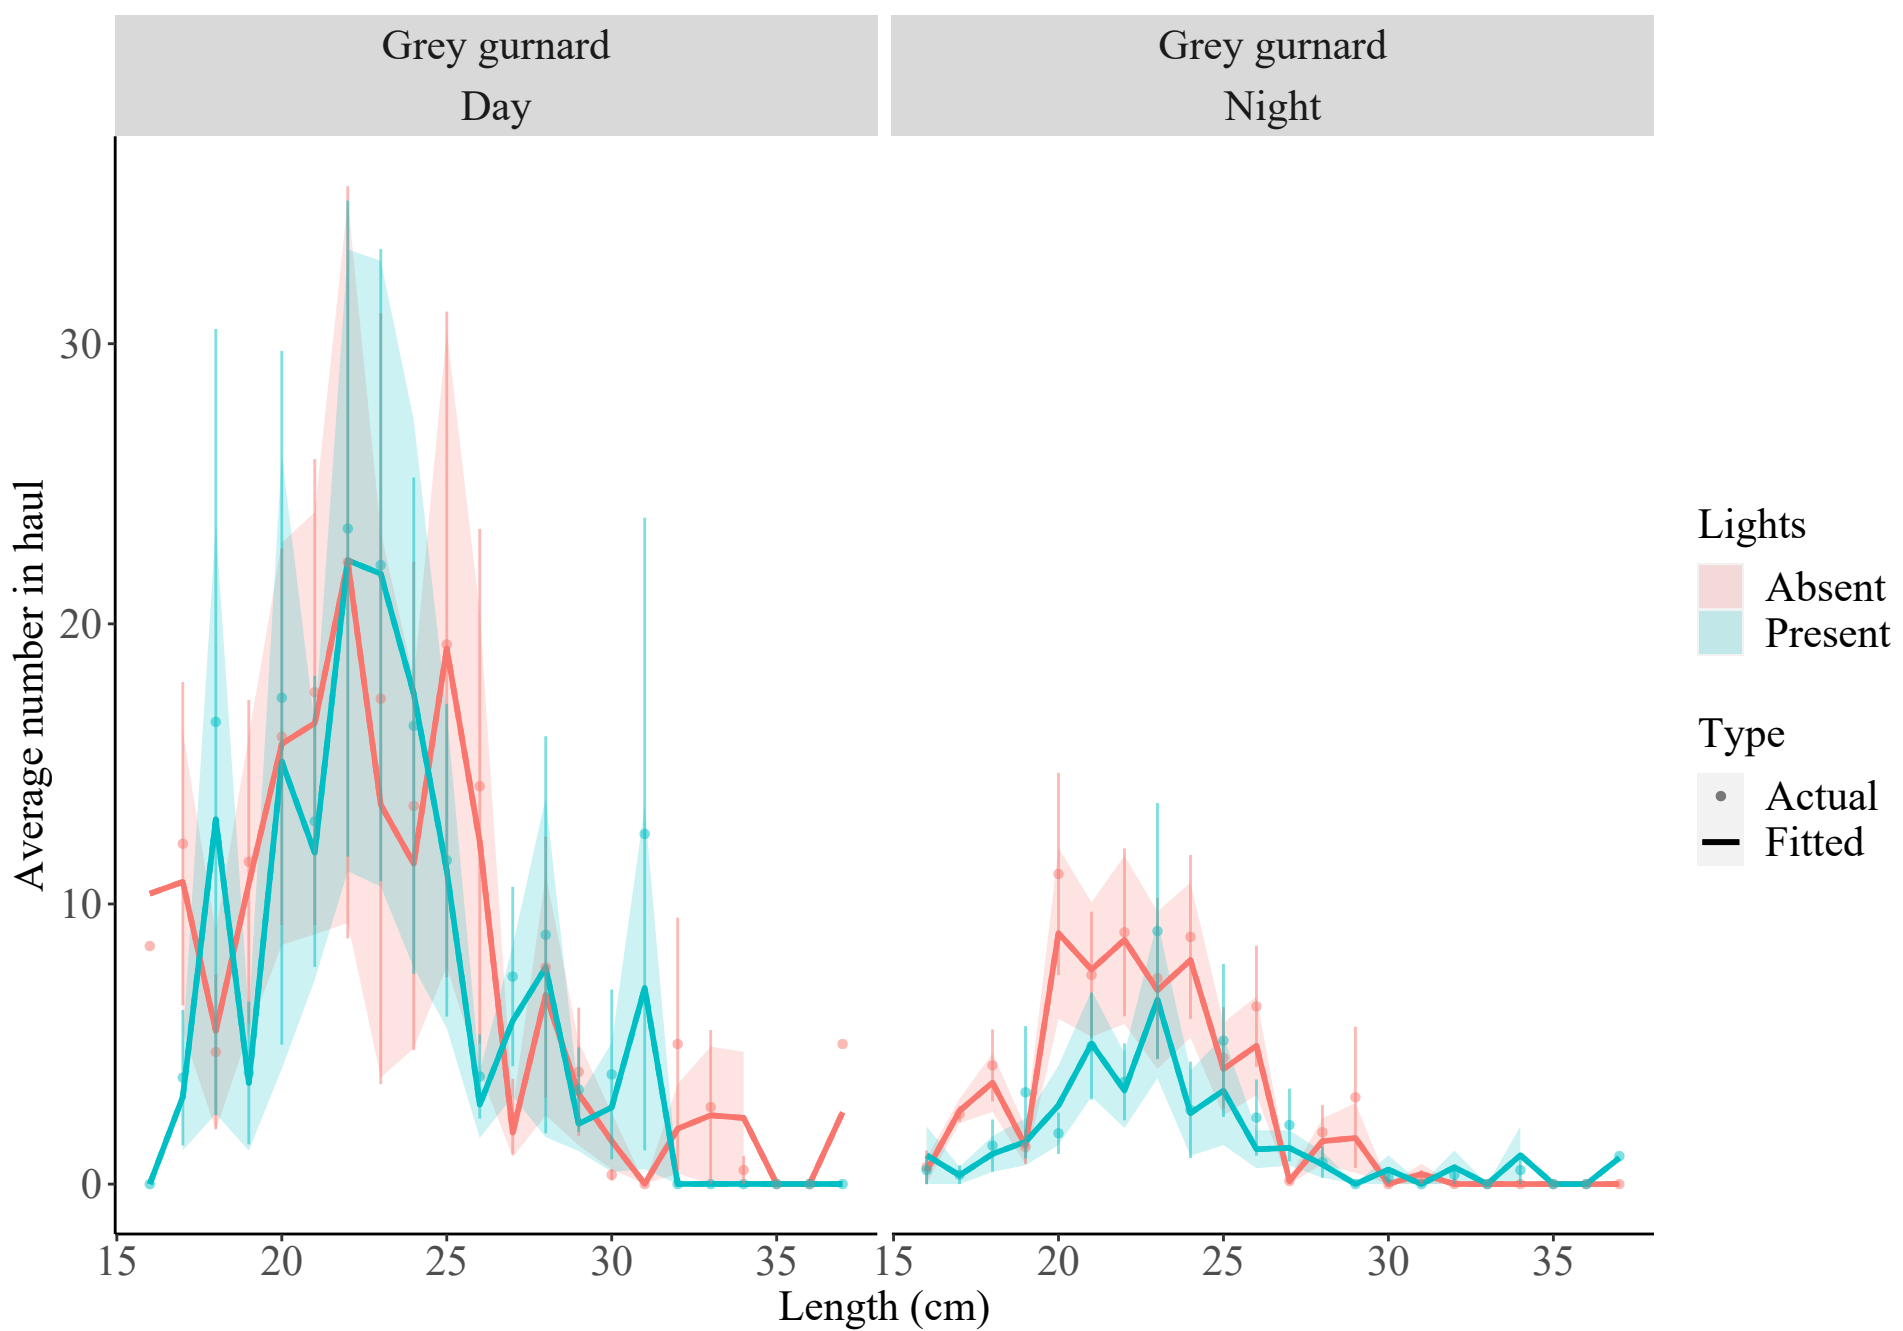 Grey gurnard
Day
Grey gurnard
Night
Average number in haul
30
20
10
0
15 20 25 30 35
15 20 25 30 35
Length (cm)
Lights
Absent
Present
Type
Actual
Fitted